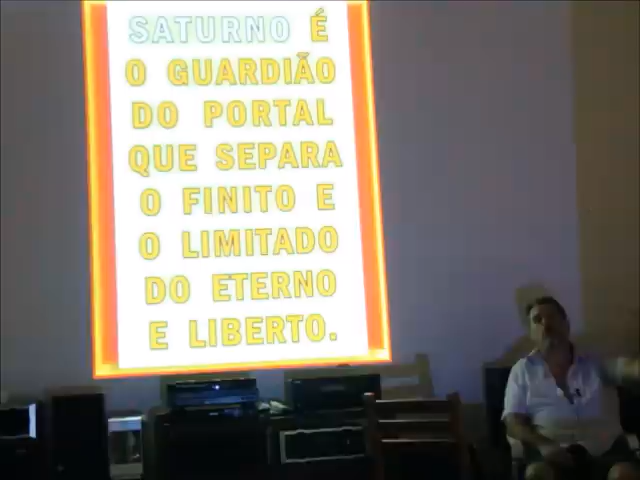 SATURNO É
O GUARDIÃO
DO PORTAL
QUE SEPARA
O FINITO E
O LIMITADO
DO ETERNO
E LIBERTO.